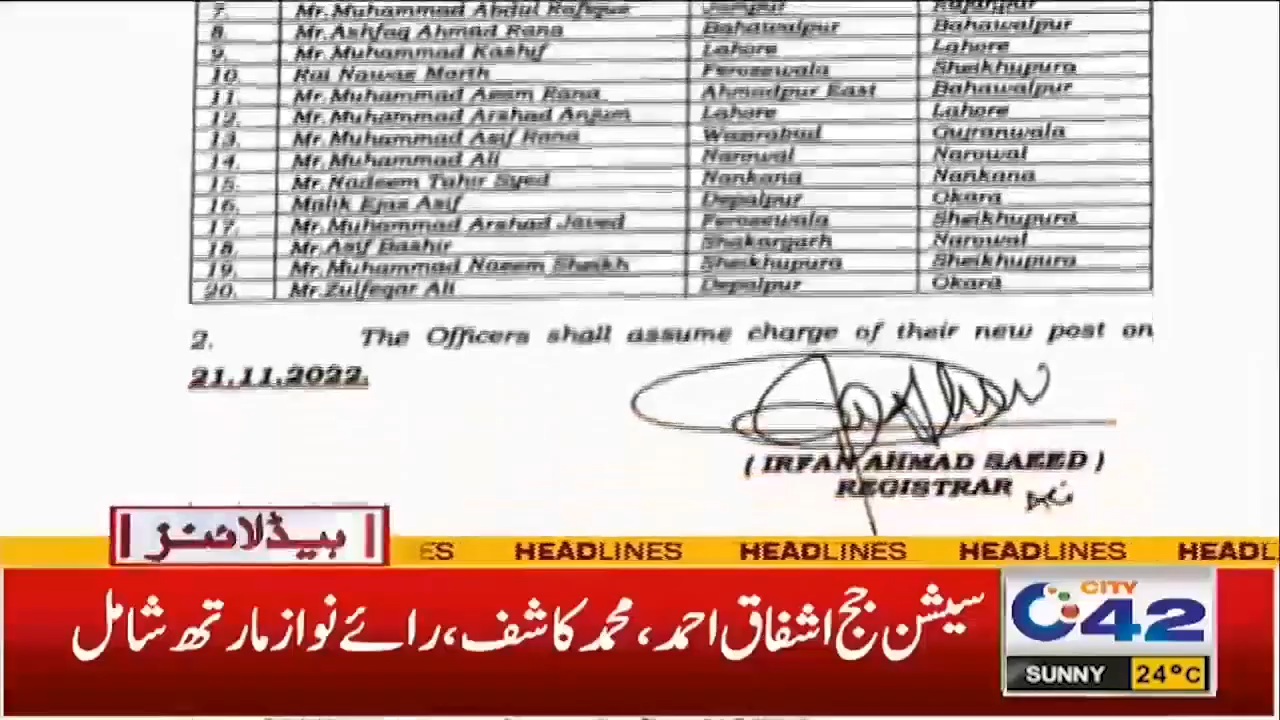 7. Mr. Muhammad Abdul Rafique Jampur Rajanpur
8. Mr. Ashfaq Ahmad Rana Bahawalpur Bahawalpur
9. Mr. Muhammad Kashif Lahore Lahore
10. Rai Nawaz Marth Ferozewala Sheikhupura
11. Mr. Muhammad Azam Rana Ahmadpur East Bahawalpur
12. Mr. Muhammad Arshad Anjum Lahore Lahore
13. Mr. Muhammad Asif Rana Wazirabad Gujranwala
14. Mr. Muhammad Ali Narowal Narowal
15. Mr. Nadeem Tahir Syed Nankana Nankana
16. Malik Ejaz Asif Depalpur Okara
17. Mr. Muhammad Arshad Javed Ferozewala Sheikhupura
18. Mr. Asif Bashir Shakargarh Narowal
19. Mr. Muhammad Naeem Sheikh Sheikhupura Sheikhupura
20. Mr. Zulfeqar Ali Depalpur Okara
2. The Officers shall assume charge of their new post on
21.11.2022.
( IRFAN AHMAD SAEED )
REGISTRAR
ہیڈلائنز
ES HEADLINES HEADLINES HEADLINES HEADL
سیشن جج اشفاق احمد، محمد کاشف، رائے نواز مارتھ شامل
CITY
42
SUNNY 24°C